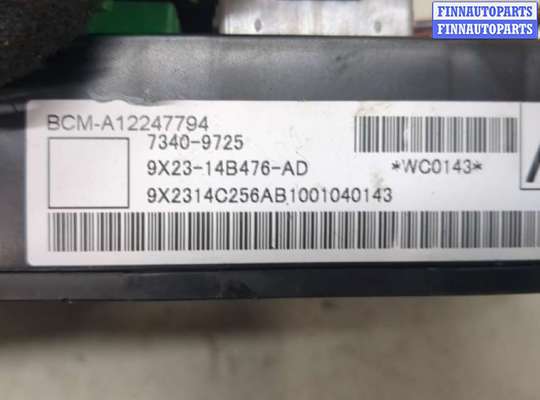 FINNAUTOPARTS
FINNAUTOPARTS
BCM-A12247794
7340-9725
9X23-14B476-AD
*WC0143*
9X2314C256AB1001040143